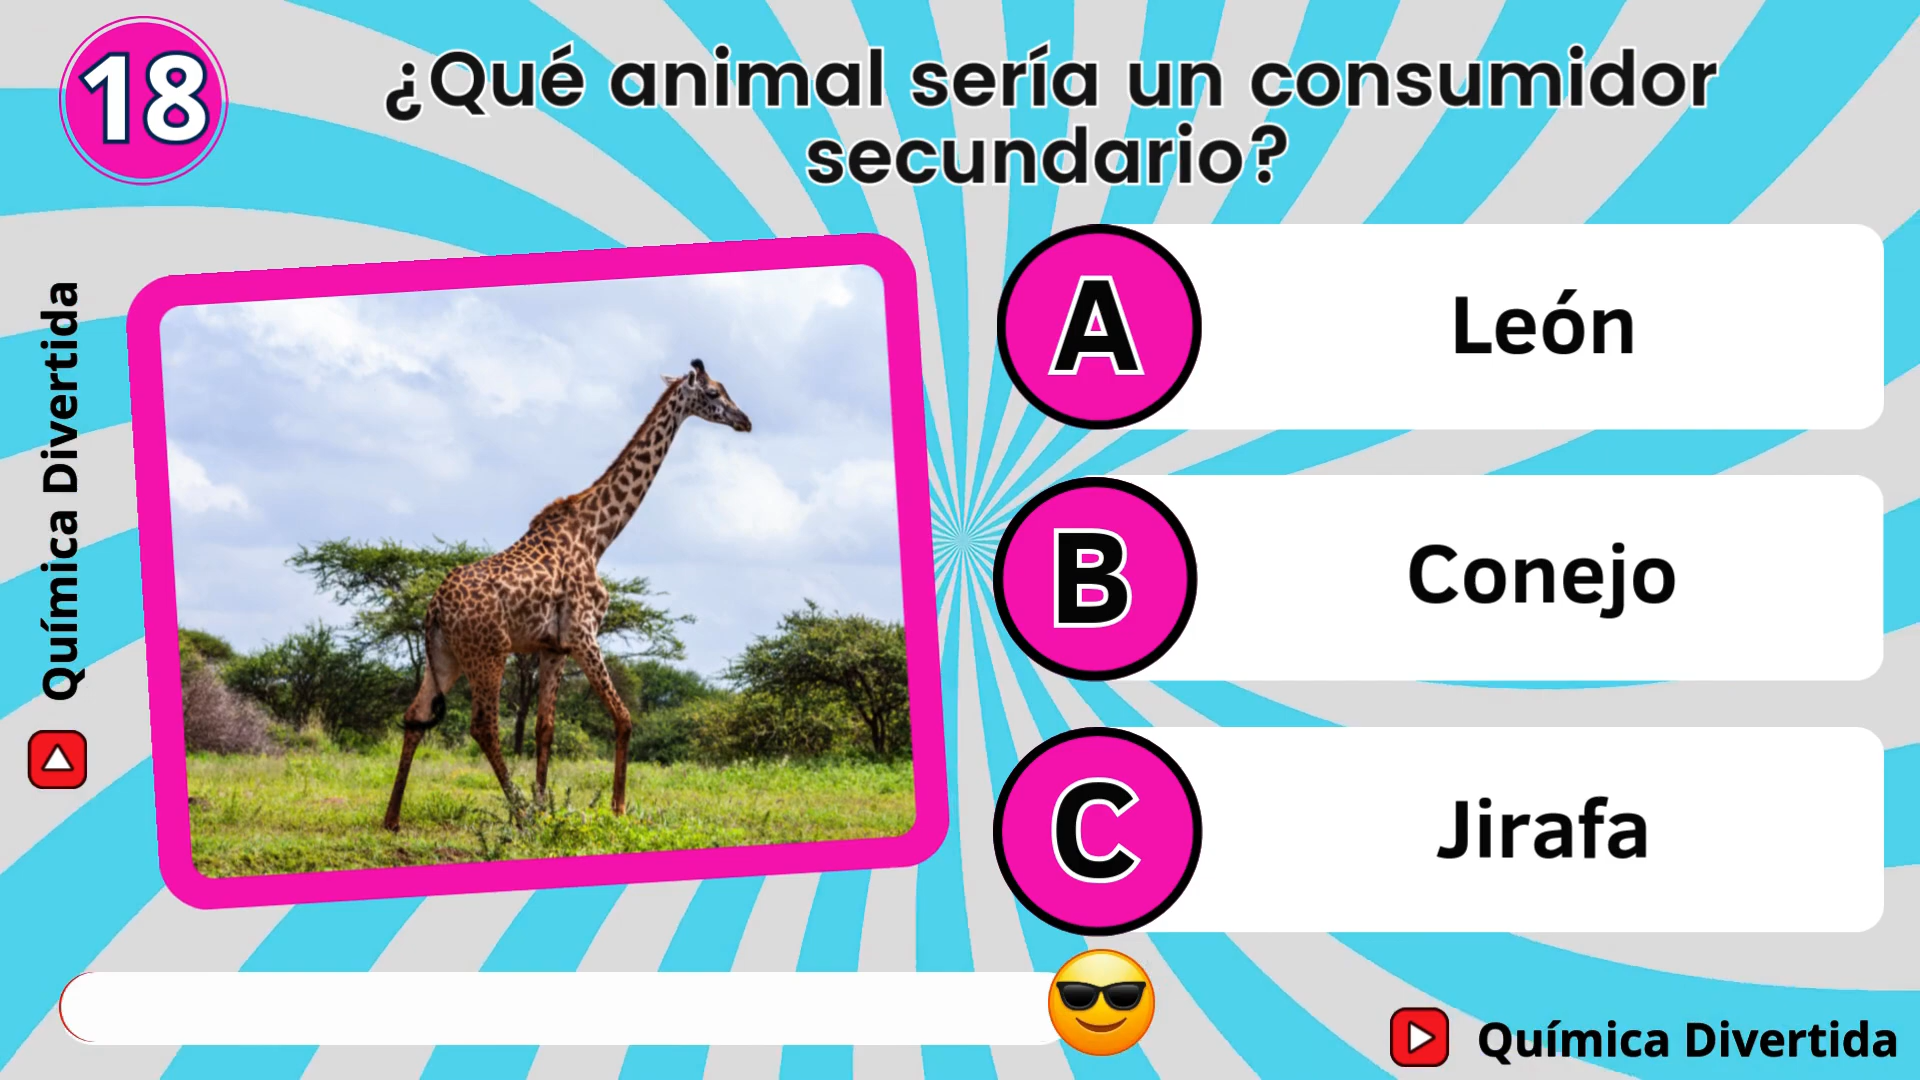 18
¿Qué animal sería un consumidor
secundario?
A
León
B
Conejo
C
Jirafa
Química Divertida
Química Divertida